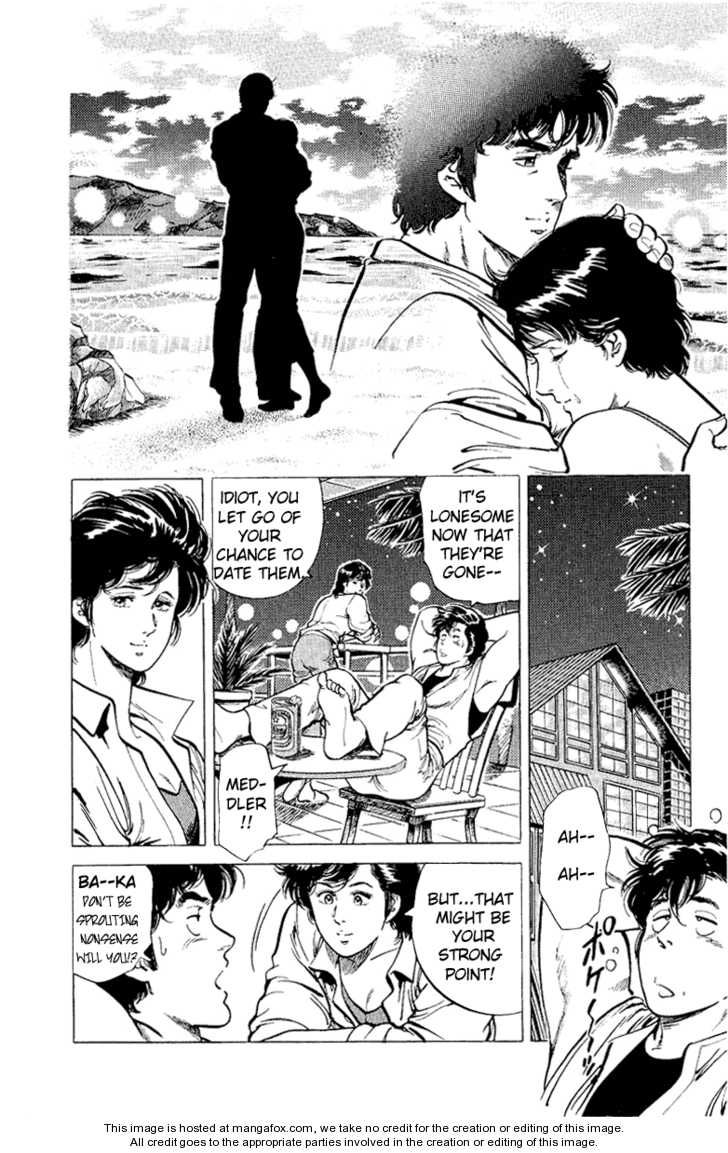 AH--
AH--
ポケ〜〜
IT'S
LONESOME
NOW THAT
THEY'RE
GONE--
IDIOT, YOU
LET GO OF
YOUR
CHANCE TO
DATE THEM...
MED-
DLER
!!
BUT...THAT
MIGHT BE
YOUR
STRONG
POINT!
BA--KA
DON'T BE
SPROUTING
NONSENSE
WILL YOU!?
This image is hosted at mangafox.com, we take no credit for the creation or editing of this image.
All credit goes to the appropriate parties involved in the creation or editing of this image.